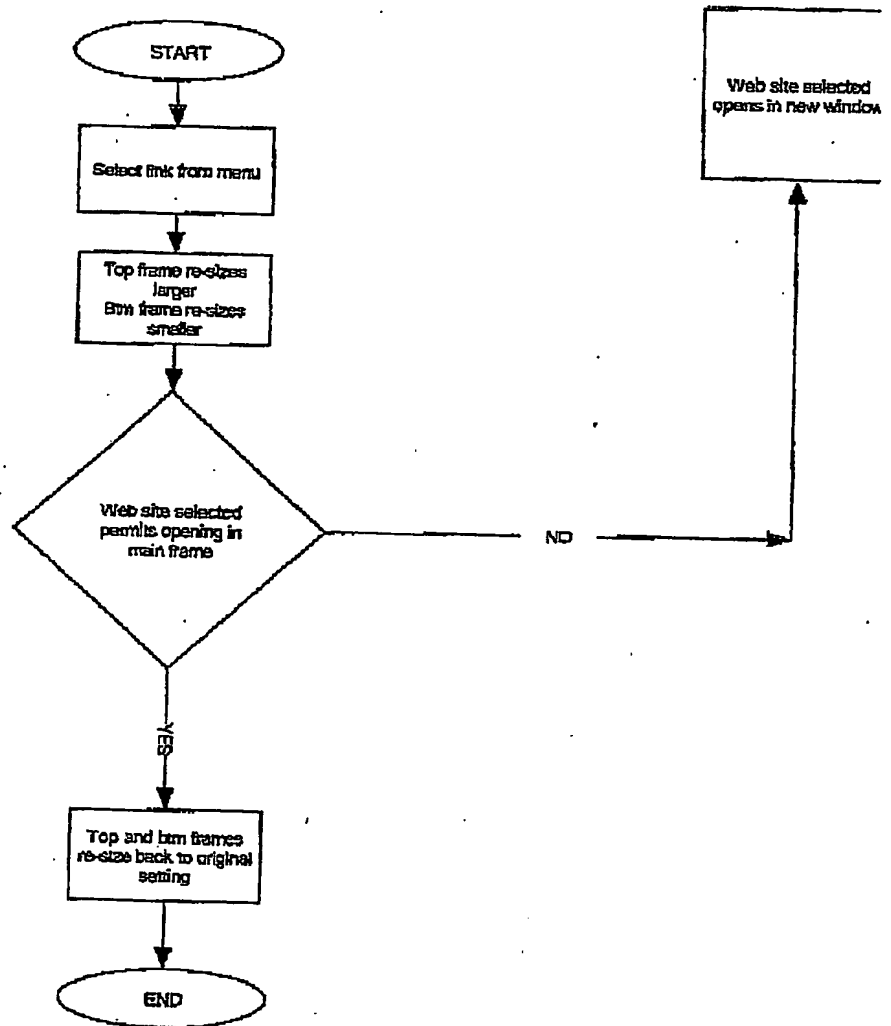 START
Web site selected
opens in new window
Select link from menu
Top frame re-sizes
larger
Btm frame re-sizes
smaller
Web site selected
permits opening in
main frame
NO
YES
Top and btm frames
re-size back to original
setting
END